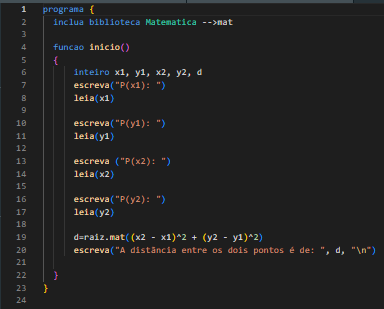 1 programa {
2 inclua biblioteca Matematica -->mat
3
4 funcao inicio()
5 {
6 inteiro x1, y1, x2, y2, d
7 escreva("P(x1): ")
8 leia(x1)
9
10 escreva("P(y1): ")
11 leia(y1)
12
13 escreva ("P(x2): ")
14 leia(x2)
15
16 escreva("P(y2): ")
17 leia(y2)
18
19 d=raiz.mat((x2 - x1)^2 + (y2 - y1)^2)
20 escreva("A distância entre os dois pontos é de: ", d, "\n")
21
22 }
23 }
24